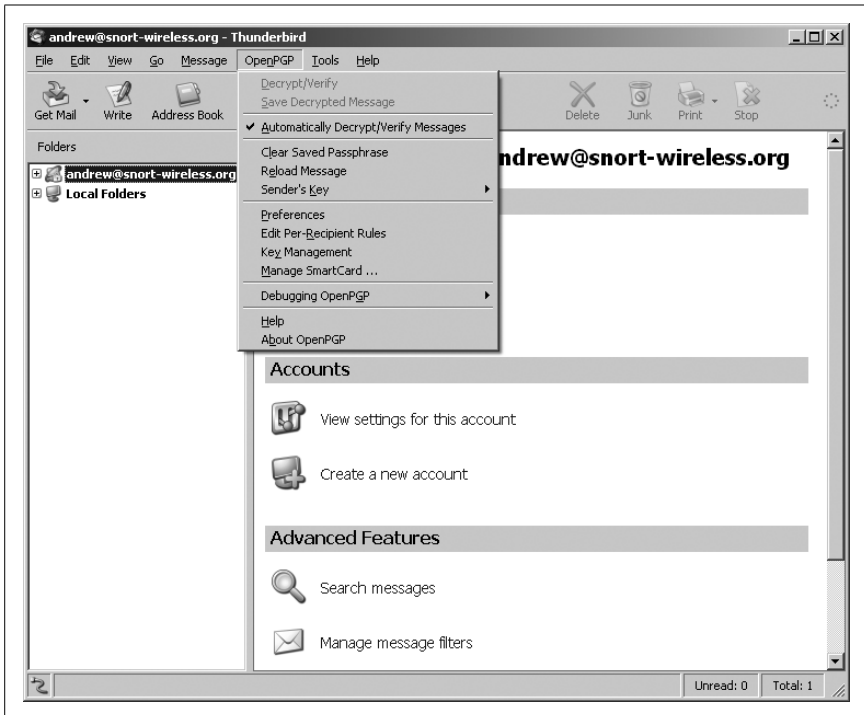 andrew@snort-wireless.org - Thunderbird
File Edit View Go Message OpenPGP Tools Help
Get Mail Write Address Book Delete Junk Print Stop
Decrypt/Verify
Save Decrypted Message
Automatically Decrypt/Verify Messages
Clear Saved Passphrase
Reload Message
Sender's Key
Preferences
Edit Per-Recipient Rules
Key Management
Manage SmartCard ...
Debugging OpenPGP
Help
About OpenPGP
Folders
andrew@snort-wireless.org
Local Folders
ndrew@snort-wireless.org
Accounts
View settings for this account
Create a new account
Advanced Features
Search messages
Manage message filters
Unread: 0 Total: 1